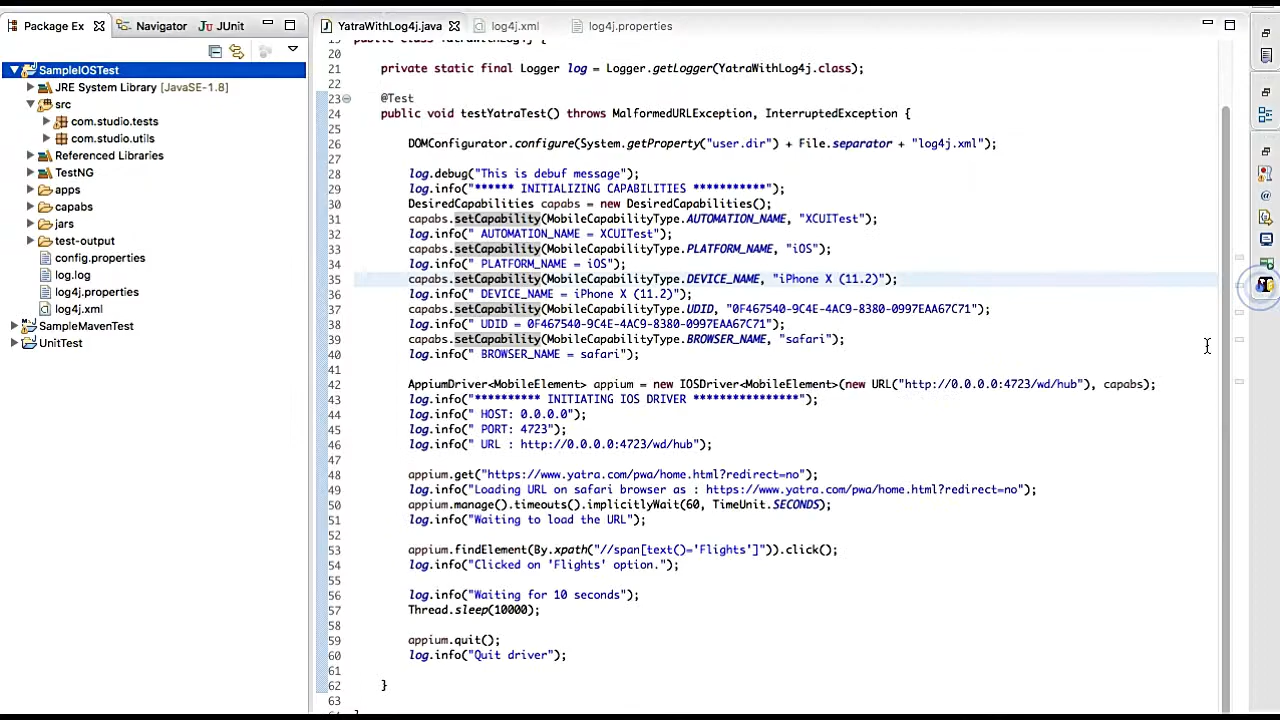 Package Ex
Navigator
JUnit
YatraWithLog4j.java
log4j.xml
log4j.properties
SampleIOSTest
JRE System Library [JavaSE-1.8]
src
com.studio.tests
com.studio.utils
Referenced Libraries
TestNG
apps
capabs
jars
test-output
config.properties
log.log
log4j.properties
log4j.xml
SampleMavenTest
UnitTest
19 public class YatraWithLog4j {
20
21 private static final Logger log = Logger.getLogger(YatraWithLog4j.class);
22
23 @Test
24 public void testYatraTest() throws MalformedURLException, InterruptedException {
25
26 DOMConfigurator.configure(System.getProperty("user.dir") + File.separator + "log4j.xml");
27
28 log.debug("This is debuf message");
29 log.info("****** INITIALIZING CAPABILITIES ***********");
30 DesiredCapabilities capabs = new DesiredCapabilities();
31 capabs.setCapability(MobileCapabilityType.AUTOMATION_NAME, "XCUITest");
32 log.info(" AUTOMATION_NAME = XCUITest");
33 capabs.setCapability(MobileCapabilityType.PLATFORM_NAME, "iOS");
34 log.info(" PLATFORM_NAME = iOS");
35 capabs.setCapability(MobileCapabilityType.DEVICE_NAME, "iPhone X (11.2)");
36 log.info(" DEVICE_NAME = iPhone X (11.2)");
37 capabs.setCapability(MobileCapabilityType.UDID, "0F467540-9C4E-4AC9-8380-0997EAA67C71");
38 log.info(" UDID = 0F467540-9C4E-4AC9-8380-0997EAA67C71");
39 capabs.setCapability(MobileCapabilityType.BROWSER_NAME, "safari");
40 log.info(" BROWSER_NAME = safari");
41
42 AppiumDriver<MobileElement> appium = new IOSDriver<MobileElement>(new URL("http://0.0.0.0:4723/wd/hub"), capabs);
43 log.info("********** INITIATING IOS DRIVER ****************");
44 log.info(" HOST: 0.0.0.0");
45 log.info(" PORT: 4723");
46 log.info(" URL : http://0.0.0.0:4723/wd/hub");
47
48 appium.get("https://www.yatra.com/pwa/home.html?redirect=no");
49 log.info("Loading URL on safari browser as : https://www.yatra.com/pwa/home.html?redirect=no");
50 appium.manage().timeouts().implicitlyWait(60, TimeUnit.SECONDS);
51 log.info("Waiting to load the URL");
52
53 appium.findElement(By.xpath("//span[text()='Flights']")).click();
54 log.info("Clicked on 'Flights' option.");
55
56 log.info("Waiting for 10 seconds");
57 Thread.sleep(10000);
58
59 appium.quit();
60 log.info("Quit driver");
61
62 }
63